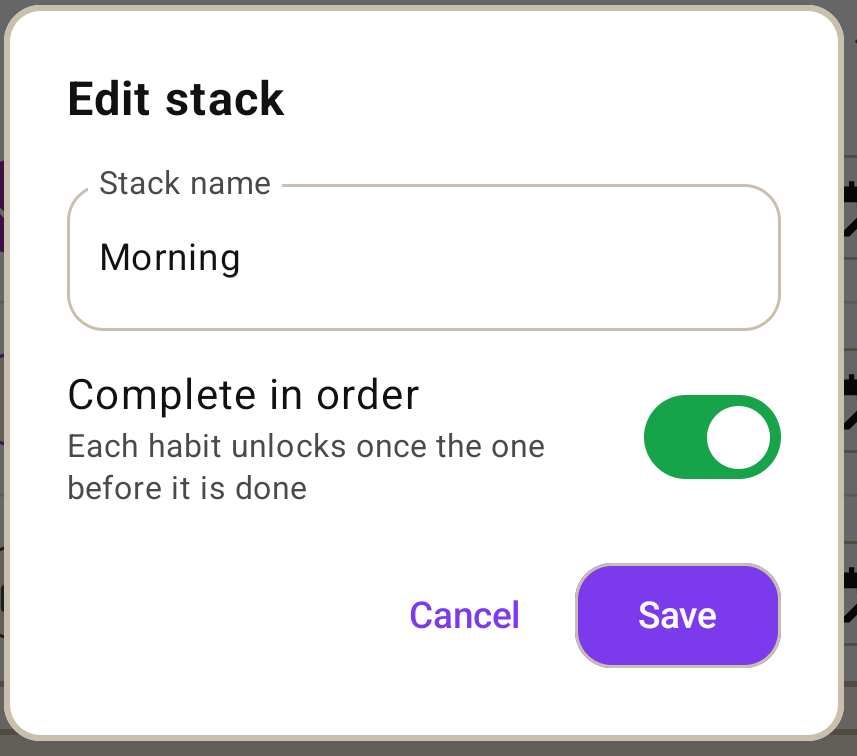 Edit stack
Stack name
Morning
Complete in order
Each habit unlocks once the one
before it is done
Cancel
Save